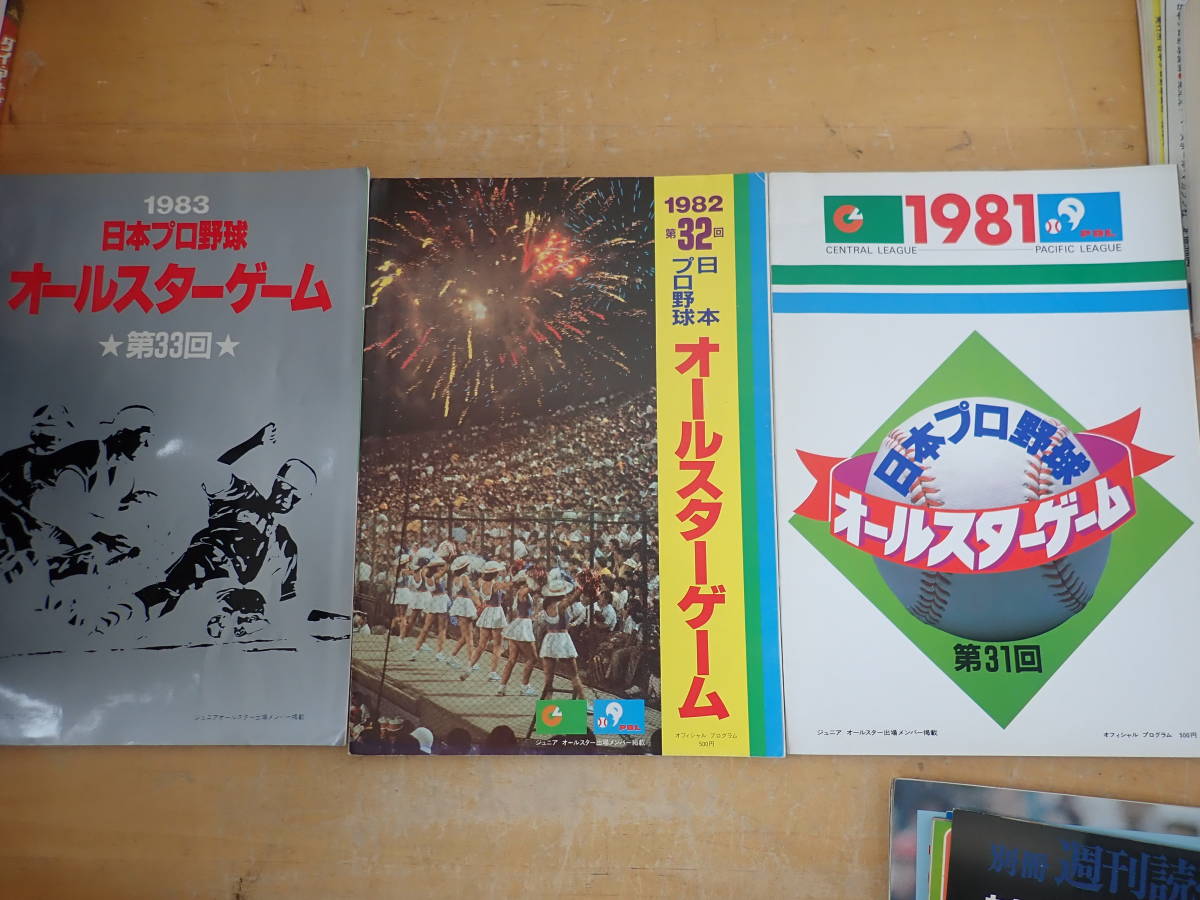 1983
日本プロ野球
オールスターゲーム
★第33回★
ジュニアオールスター出場メンバー掲載
1982
第32回
日本
プロ野球
オールスターゲーム
PBL
ジュニア オールスター出場メンバー掲載
オフィシャル プログラム
500円
1981
PBL
CENTRAL LEAGUE
PACIFIC LEAGUE
日本プロ野球
オールスターゲーム
第31回
ジュニア オールスター出場メンバー掲載
オフィシャル プログラム 500円
別冊 週刊読